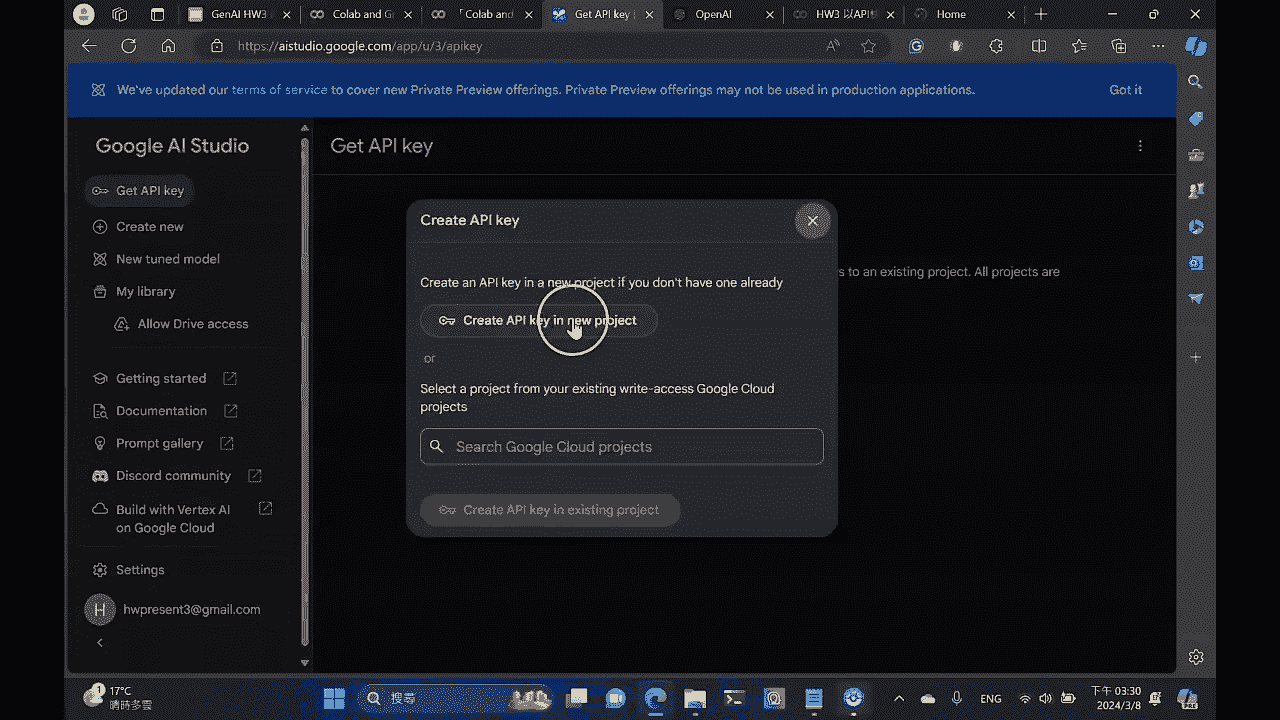 GenAI HW3
Colab and Gr
「Colab an
Get API key
OpenAI
HW3 以API
Home
https://aistudio.google.com/app/u/3/apikey
We've updated our terms of service to cover new Private Preview offerings. Private Preview offerings may not be used in production applications.
Got it
Google AI Studio
Get API key
Create new
New tuned model
My library
Allow Drive access
Getting started
Documentation
Prompt gallery
Discord community
Build with Vertex AI
on Google Cloud
Settings
H
hwpresent3@gmail.com
Get API key
s to an existing project. All projects are
Create API key
Create an API key in a new project if you don't have one already
Create API key in new project
or
Select a project from your existing write-access Google Cloud
projects
Search Google Cloud projects
Create API key in existing project
1
17°C
晴時多雲
搜尋
ENG
下午 03:30
2024/3/8